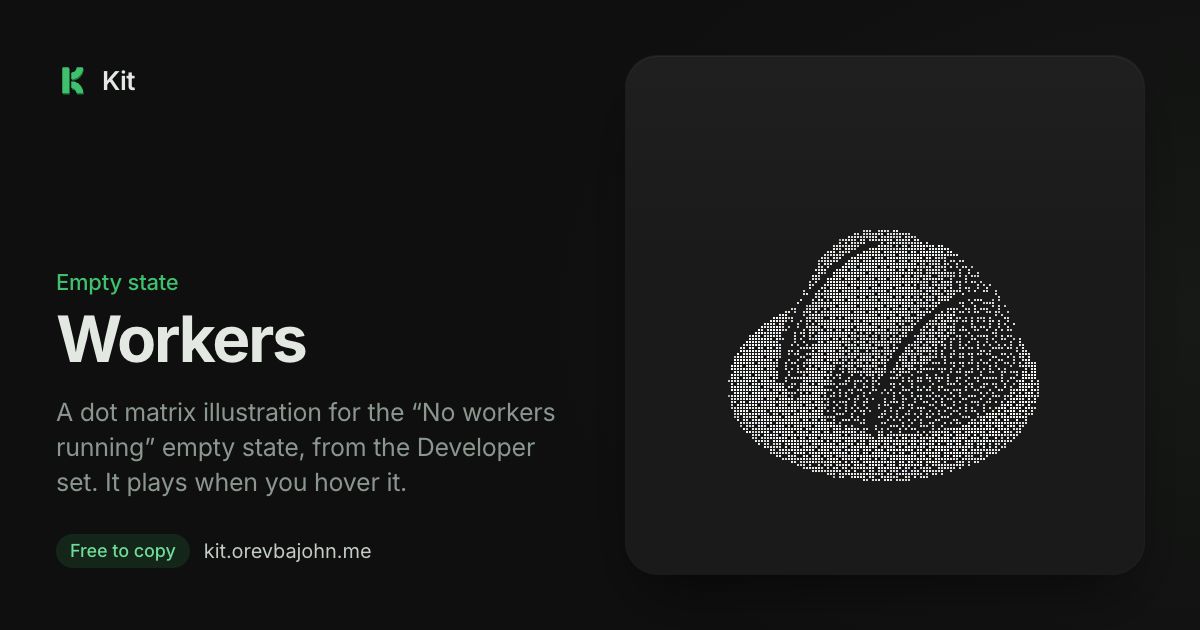 Kit
Empty state
Workers
A dot matrix illustration for the “No workers
running” empty state, from the Developer
set. It plays when you hover it.
Free to copy
kit.orevbajohn.me